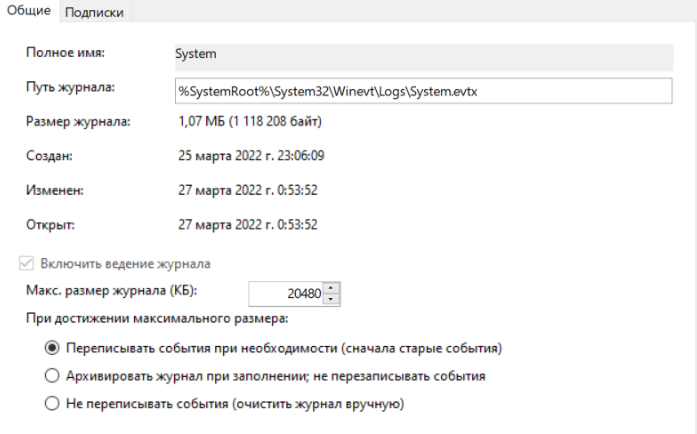 Общие Подписки
Полное имя: System
Путь журнала: %SystemRoot%\System32\Winevt\Logs\System.evtx
Размер журнала: 1,07 МБ (1 118 208 байт)
Создан: 25 марта 2022 г. 23:06:09
Изменен: 27 марта 2022 г. 0:53:52
Открыт: 27 марта 2022 г. 0:53:52
Включить ведение журнала
Макс. размер журнала (КБ): 20480
При достижении максимального размера:
Переписывать события при необходимости (сначала старые события)
Архивировать журнал при заполнении; не перезаписывать события
Не переписывать события (очистить журнал вручную)